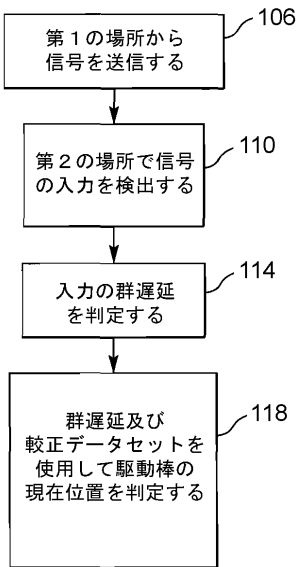 第1の場所から
信号を送信する
106
第2の場所で信号
の入力を検出する
110
入力の群遅延
を判定する
114
群遅延及び
較正データセットを
使用して駆動棒の
現在位置を判定する
118